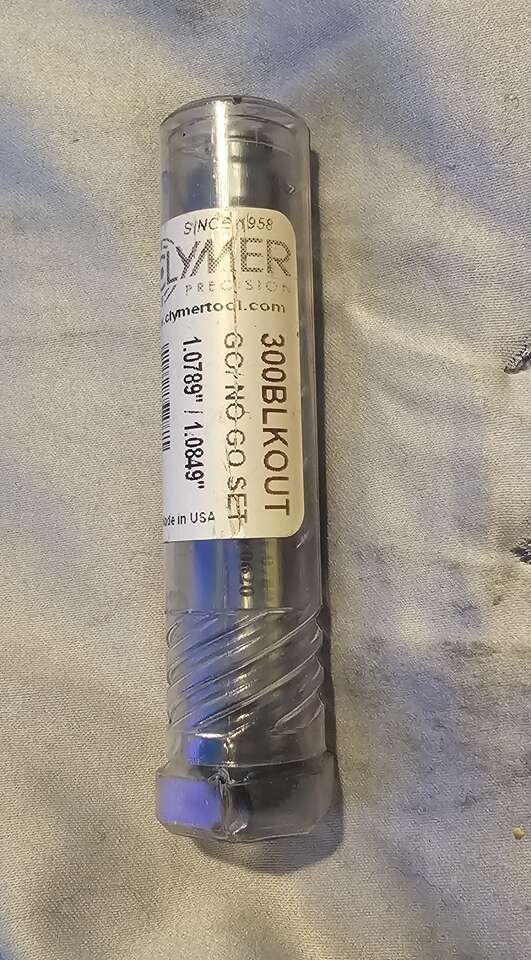 SINCE 1958
CLYMER
PRECISION
.clymertool.com
300BLKOUT
GO/NO GO SET
1.0789" / 1.0849"
Made in USA